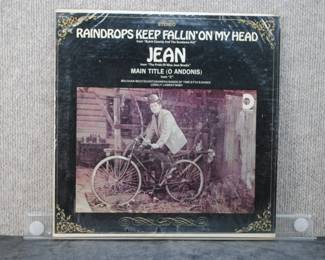 STEREO
RAINDROPS KEEP FALLIN' ON MY HEAD
from "Butch Cassidy And The Sundance Kid"
JEAN
from "The Prime Of Miss Jean Brodie"
MAIN TITLE (O ANDONIS)
from "Z"